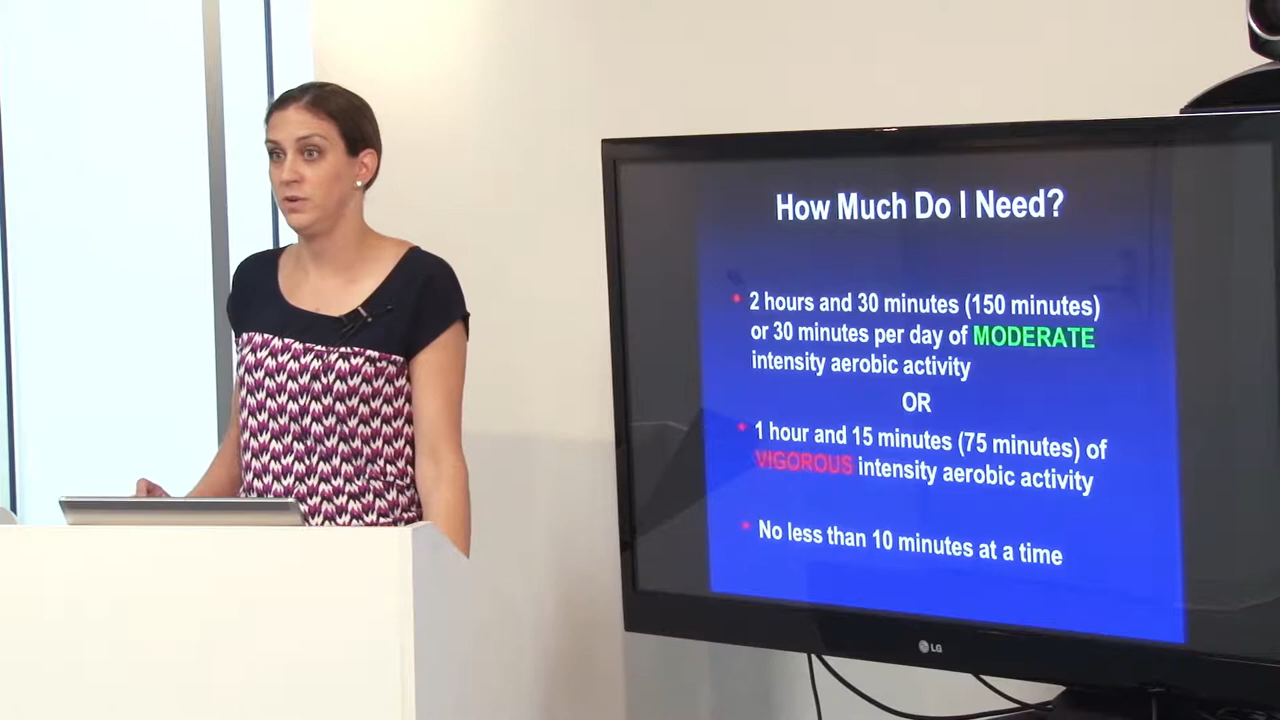 How Much Do I Need?
• 2 hours and 30 minutes (150 minutes)
or 30 minutes per day of MODERATE
intensity aerobic activity
OR
• 1 hour and 15 minutes (75 minutes) of
VIGOROUS intensity aerobic activity
• No less than 10 minutes at a time
LG